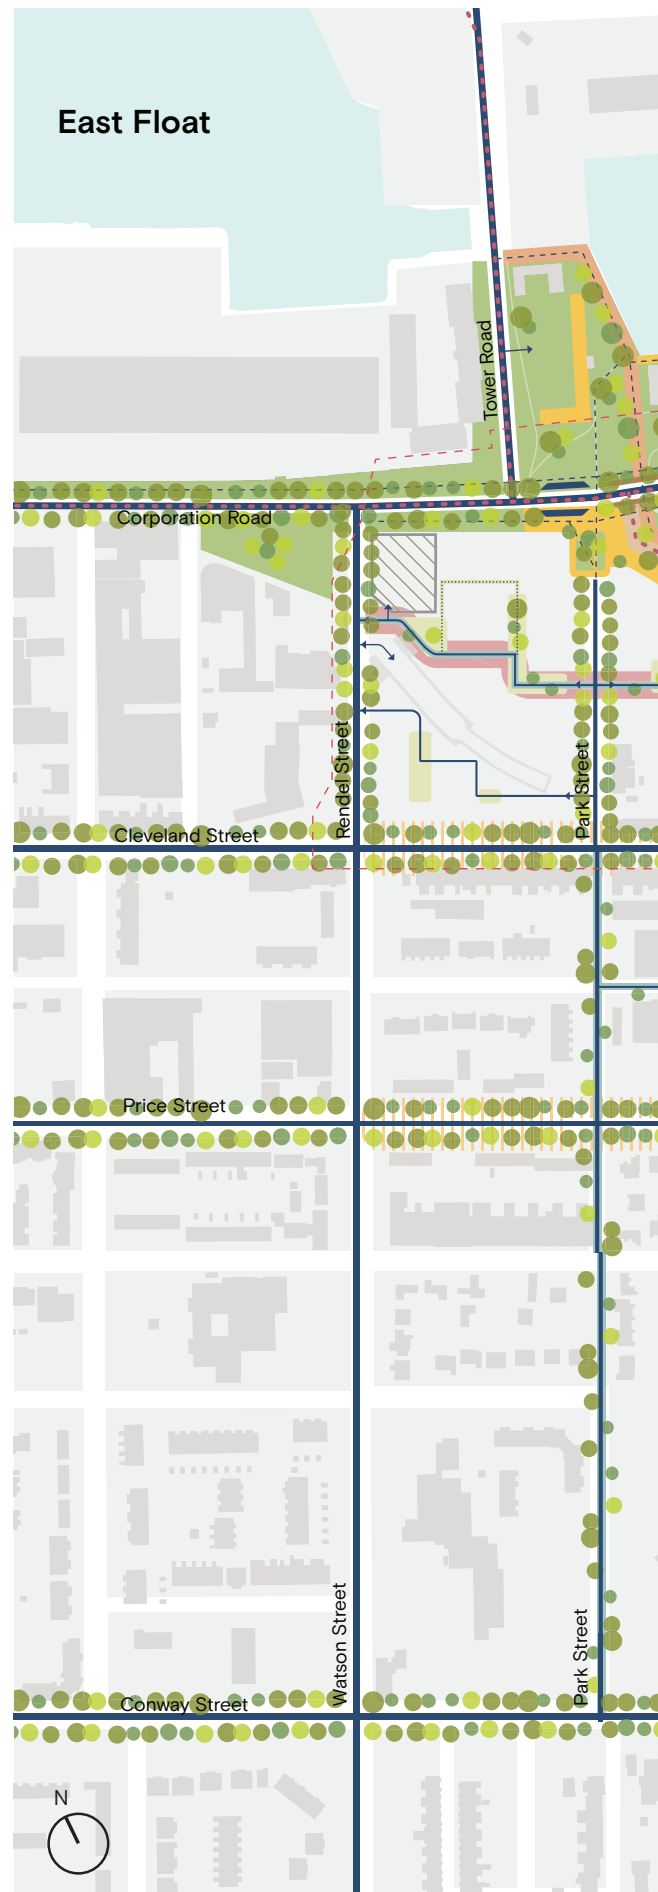 East Float
Tower Road
Corporation Road
Rendel Street
Park Street
Cleveland Street
Price Street
Watson Street
Park Street
Conway Street
N